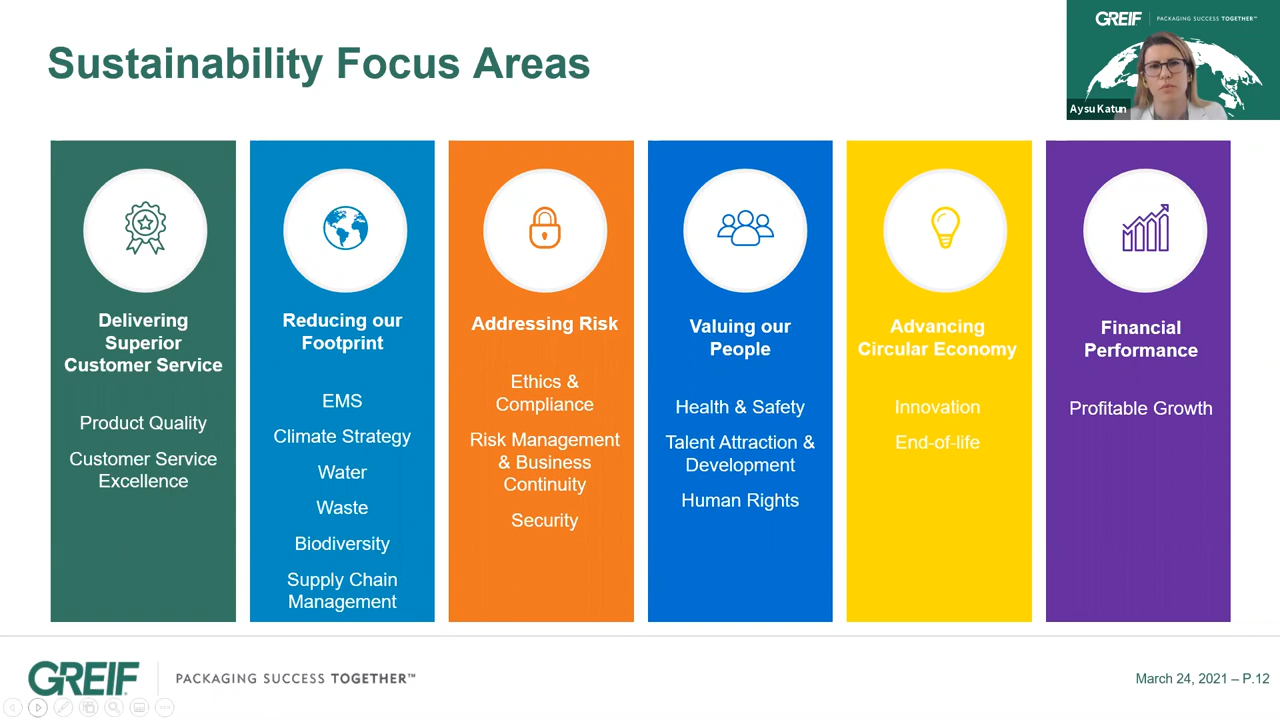 Sustainability Focus Areas
GREIF
PACKAGING SUCCESS TOGETHER™
Aysu Katun
Delivering
Superior
Customer Service
Product Quality
Customer Service
Excellence
Reducing our
Footprint
EMS
Climate Strategy
Water
Waste
Biodiversity
Supply Chain
Management
Addressing Risk
Ethics &
Compliance
Risk Management
& Business
Continuity
Security
Valuing our
People
Health & Safety
Talent Attraction &
Development
Human Rights
Advancing
Circular Economy
Innovation
End-of-life
Financial
Performance
Profitable Growth
GREIF
PACKAGING SUCCESS TOGETHER™
March 24, 2021 – P.12